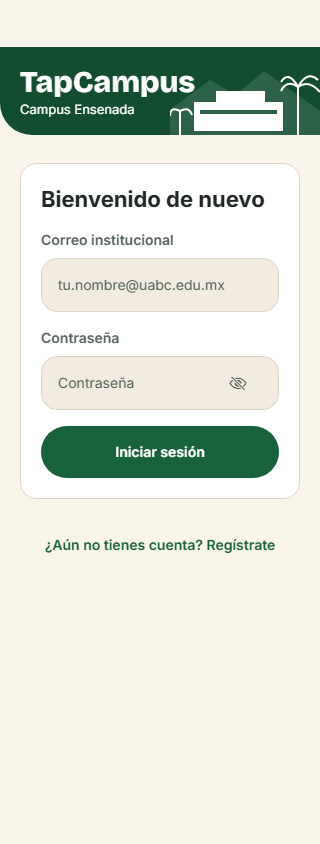 TapCampus
Campus Ensenada
Bienvenido de nuevo
Correo institucional
tu.nombre@uabc.edu.mx
Contraseña
Contraseña
Iniciar sesión
¿Aún no tienes cuenta? Regístrate